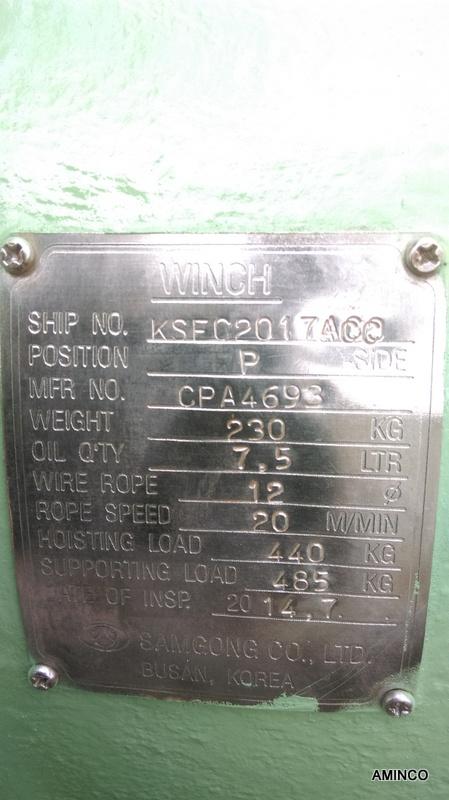 WINCH
SHIP NO. KSFC2017ACC
POSITION P SIDE
MFR NO. CPA4693
WEIGHT 230 KG
OIL Q'TY 7,5 LTR
WIRE ROPE 12 Ø
ROPE SPEED 20 M/MIN
HOISTING LOAD 440 KG
SUPPORTING LOAD 485 KG
DATE OF INSP. 2014.7.
SAMGONG CO., LTD.
BUSAN, KOREA
AMINCO